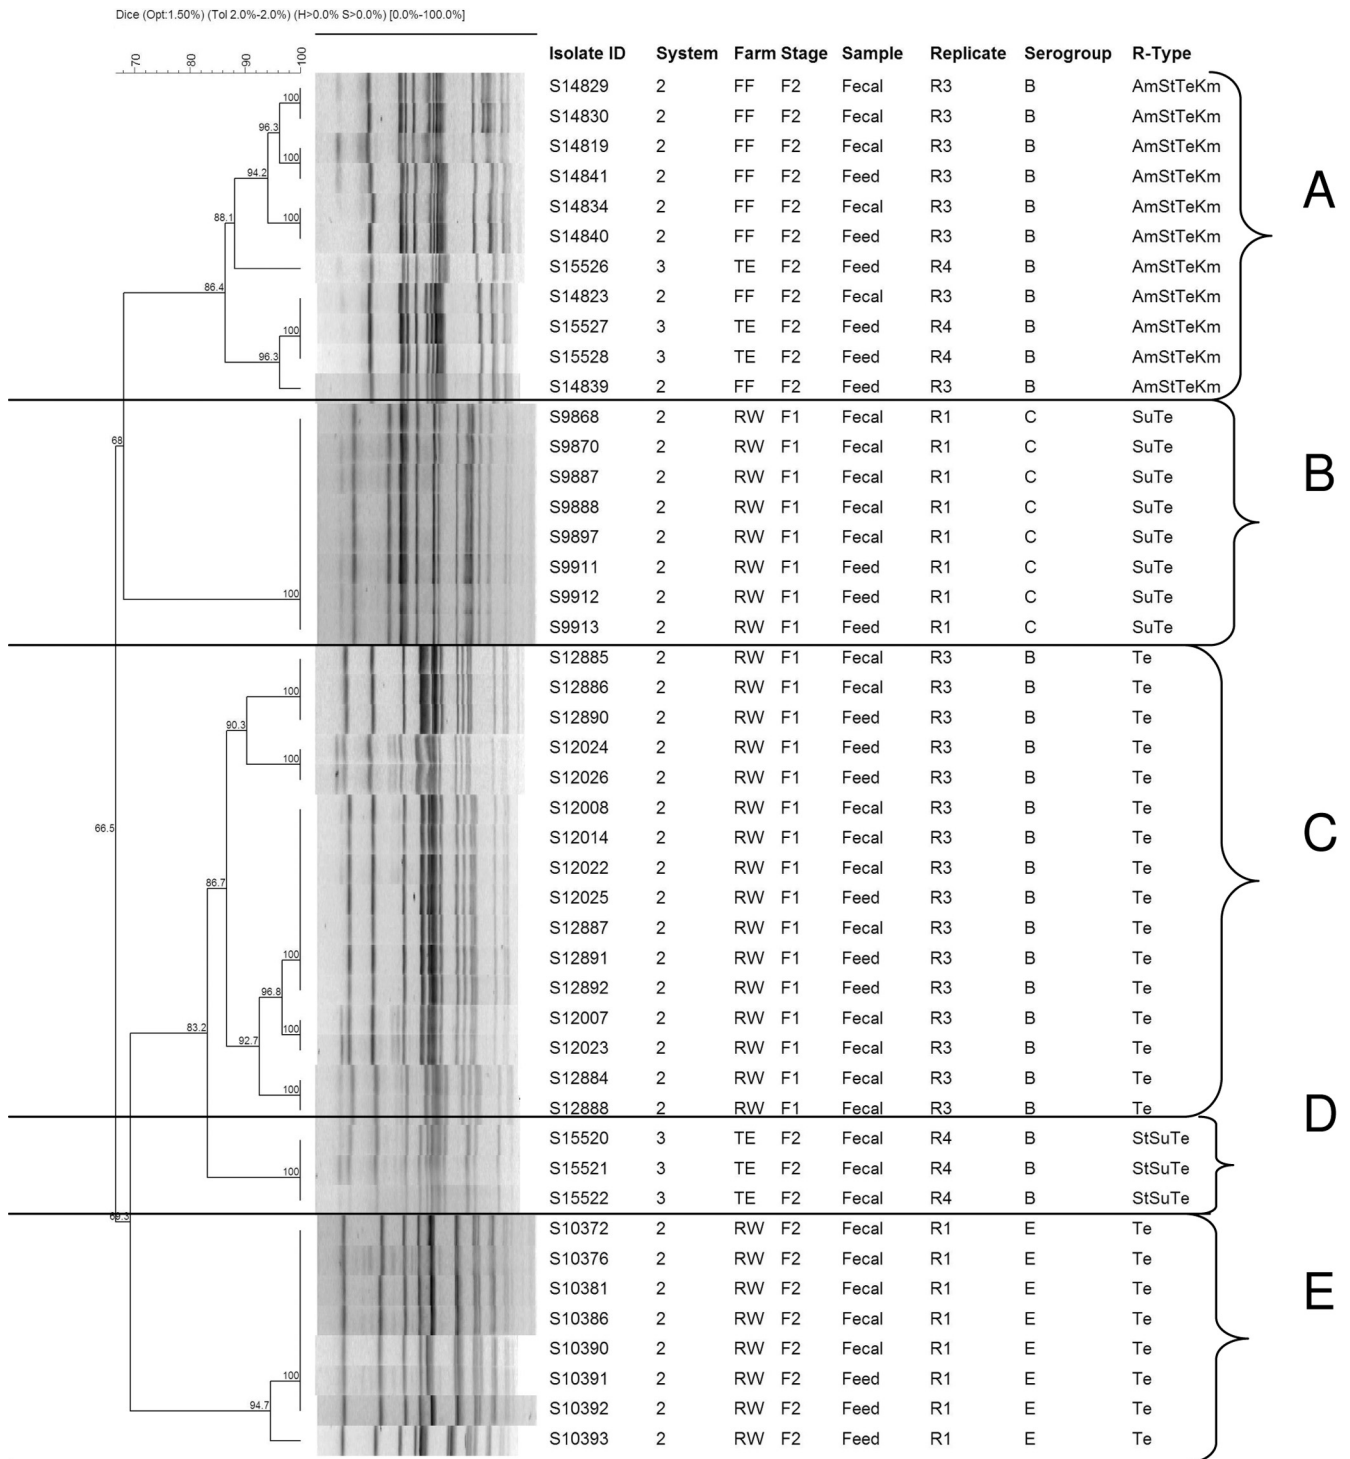 Dice (Opt:1.50%) (Tol 2.0%-2.0%) (H>0.0% S>0.0%) [0.0%-100.0%]
70 80 90 100
Isolate ID System Farm Stage Sample Replicate Serogroup R-Type
S14829 2 FF F2 Fecal R3 B AmStTeKm
100
S14830 2 FF F2 Fecal R3 B AmStTeKm
96.3
S14819 2 FF F2 Fecal R3 B AmStTeKm
100
S14841 2 FF F2 Feed R3 B AmStTeKm
94.2
A
S14834 2 FF F2 Fecal R3 B AmStTeKm
88.1 100
S14840 2 FF F2 Feed R3 B AmStTeKm
S15526 3 TE F2 Feed R4 B AmStTeKm
86.4
S14823 2 FF F2 Fecal R3 B AmStTeKm
100
S15527 3 TE F2 Feed R4 B AmStTeKm
96.3
S15528 3 TE F2 Feed R4 B AmStTeKm
S14839 2 FF F2 Feed R3 B AmStTeKm
S9868 2 RW F1 Fecal R1 C SuTe
68
S9870 2 RW F1 Fecal R1 C SuTe
B
S9887 2 RW F1 Fecal R1 C SuTe
S9888 2 RW F1 Fecal R1 C SuTe
S9897 2 RW F1 Fecal R1 C SuTe
S9911 2 RW F1 Feed R1 C SuTe
100
S9912 2 RW F1 Feed R1 C SuTe
S9913 2 RW F1 Feed R1 C SuTe
S12885 2 RW F1 Fecal R3 B Te
100
S12886 2 RW F1 Fecal R3 B Te
90.3
S12890 2 RW F1 Feed R3 B Te
S12024 2 RW F1 Feed R3 B Te
100
S12026 2 RW F1 Feed R3 B Te
S12008 2 RW F1 Fecal R3 B Te
66.5
C
S12014 2 RW F1 Fecal R3 B Te
S12022 2 RW F1 Fecal R3 B Te
86.7
S12025 2 RW F1 Feed R3 B Te
S12887 2 RW F1 Fecal R3 B Te
100
S12891 2 RW F1 Feed R3 B Te
96.8
S12892 2 RW F1 Feed R3 B Te
S12007 2 RW F1 Fecal R3 B Te
83.2 100
92.7
S12023 2 RW F1 Fecal R3 B Te
S12884 2 RW F1 Fecal R3 B Te
100
S12888 2 RW F1 Fecal R3 B Te
D
S15520 3 TE F2 Fecal R4 B StSuTe
S15521 3 TE F2 Fecal R4 B StSuTe
100
S15522 3 TE F2 Fecal R4 B StSuTe
69.3
S10372 2 RW F2 Fecal R1 E Te
S10376 2 RW F2 Fecal R1 E Te
S10381 2 RW F2 Fecal R1 E Te
E
S10386 2 RW F2 Fecal R1 E Te
S10390 2 RW F2 Fecal R1 E Te
100
S10391 2 RW F2 Feed R1 E Te
94.7
S10392 2 RW F2 Feed R1 E Te
S10393 2 RW F2 Feed R1 E Te